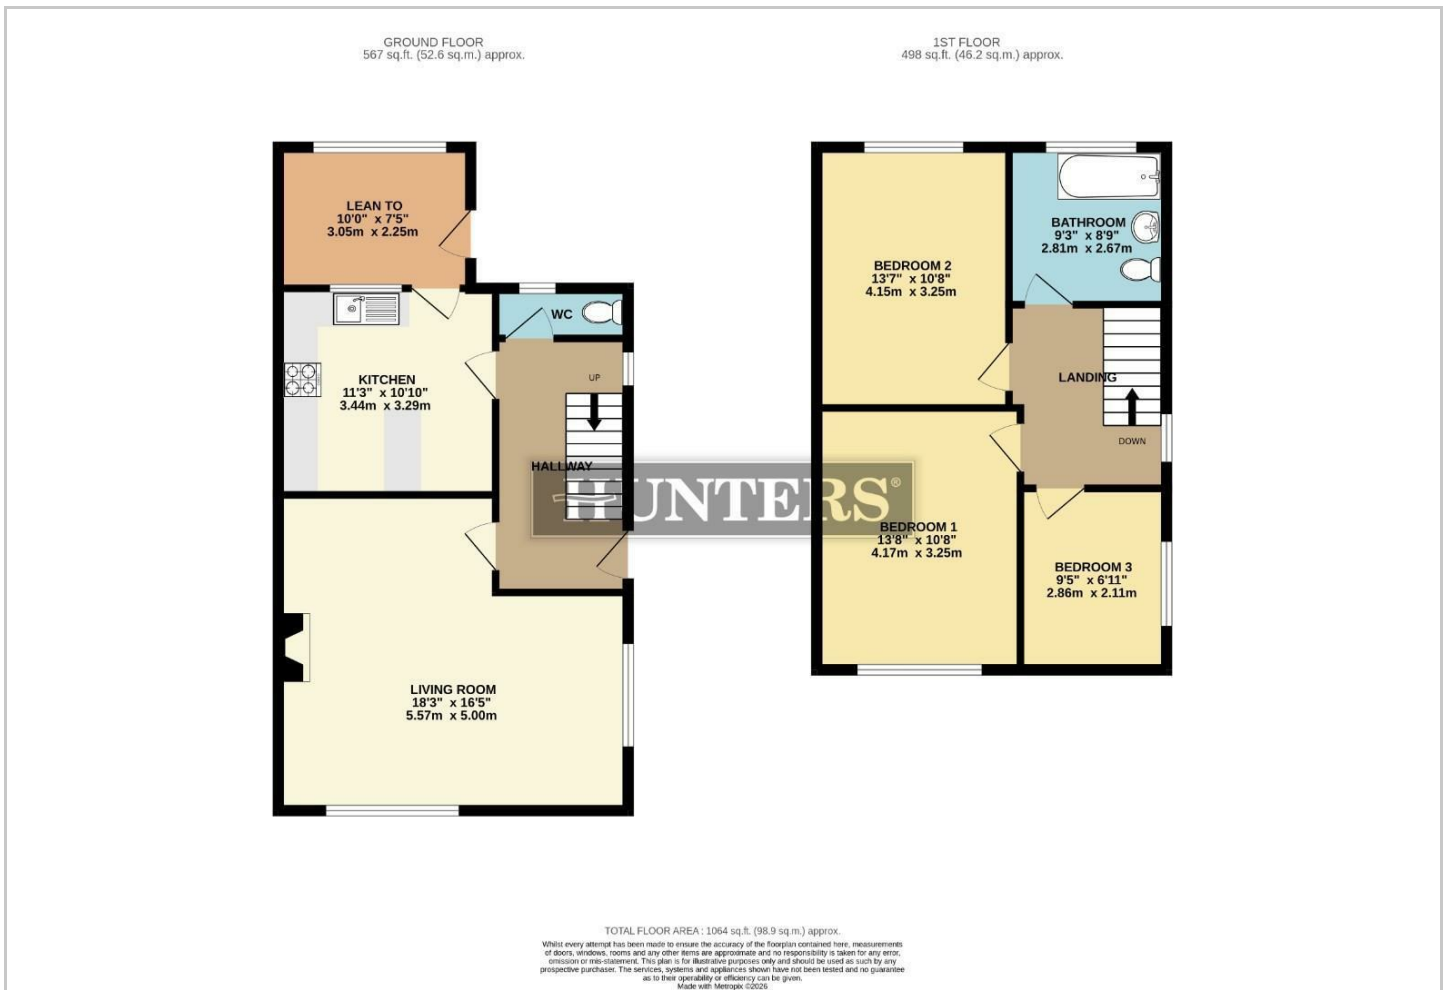 GROUND FLOOR
567 sq.ft. (52.6 sq.m.) approx.
1ST FLOOR
498 sq.ft. (46.2 sq.m.) approx.
LEAN TO
10'0" x 7'5"
3.05m x 2.25m
WC
KITCHEN
11'3" x 10'10"
3.44m x 3.29m
UP
HALLWAY
LIVING ROOM
18'3" x 16'5"
5.57m x 5.00m
BATHROOM
9'3" x 8'9"
2.81m x 2.67m
BEDROOM 2
13'7" x 10'8"
4.15m x 3.25m
LANDING
DOWN
BEDROOM 1
13'8" x 10'8"
4.17m x 3.25m
BEDROOM 3
9'5" x 6'11"
2.86m x 2.11m
HUNTERS®
TOTAL FLOOR AREA : 1064 sq.ft. (98.9 sq.m.) approx.
Whilst every attempt has been made to ensure the accuracy of the floorplan contained here, measurements
of doors, windows, rooms and any other items are approximate and no responsibility is taken for any error,
omission or mis-statement. This plan is for illustrative purposes only and should be used as such by any
prospective purchaser. The services, systems and appliances shown have not been tested and no guarantee
as to their operability or efficiency can be given.
Made with Metropix ©2026